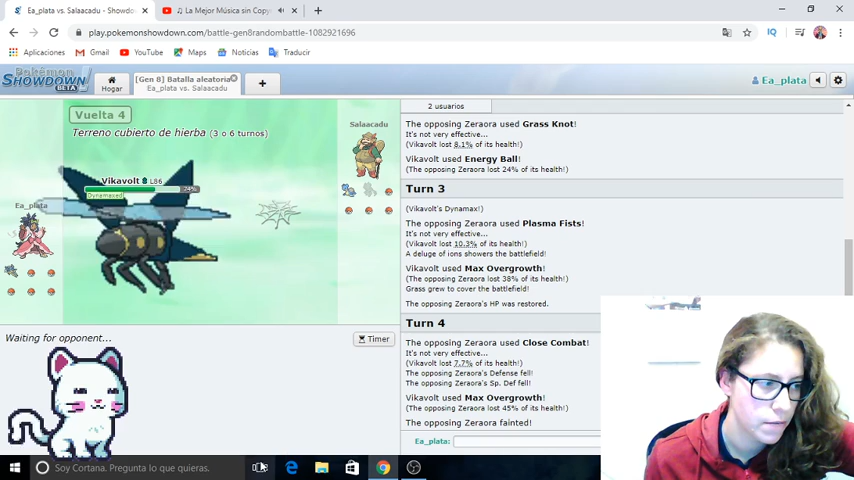 Ea_plata vs. Salaacadu - Showdo
La Mejor Música sin Copy
play.pokemonshowdown.com/battle-gen8randombattle-1082921696
Aplicaciones
Gmail
YouTube
Maps
Noticias
Traducir
Pokémon
SHOWDOWN
BETA
Hogar
[Gen 8] Batalla aleatoria
Ea_plata vs. Salaacadu
Ea_plata
Vuelta 4
Terreno cubierto de hierba (3 o 6 turnos)
Salaacadu
Vikavolt L86
74%
Dynamaxed
Ea_plata
Waiting for opponent...
Timer
2 usuarios
The opposing Zeraora used Grass Knot!
It's not very effective...
(Vikavolt lost 8.1% of its health!)
Vikavolt used Energy Ball!
(The opposing Zeraora lost 24% of its health!)
Turn 3
(Vikavolt's Dynamax!)
The opposing Zeraora used Plasma Fists!
It's not very effective...
(Vikavolt lost 10.3% of its health!)
A deluge of ions showers the battlefield!
Vikavolt used Max Overgrowth!
(The opposing Zeraora lost 38% of its health!)
Grass grew to cover the battlefield!
The opposing Zeraora's HP was restored.
Turn 4
The opposing Zeraora used Close Combat!
It's not very effective...
(Vikavolt lost 7.7% of its health!)
The opposing Zeraora's Defense fell!
The opposing Zeraora's Sp. Def fell!
Vikavolt used Max Overgrowth!
(The opposing Zeraora lost 45% of its health!)
The opposing Zeraora fainted!
Ea_plata:
Soy Cortana. Pregunta lo que quieras.